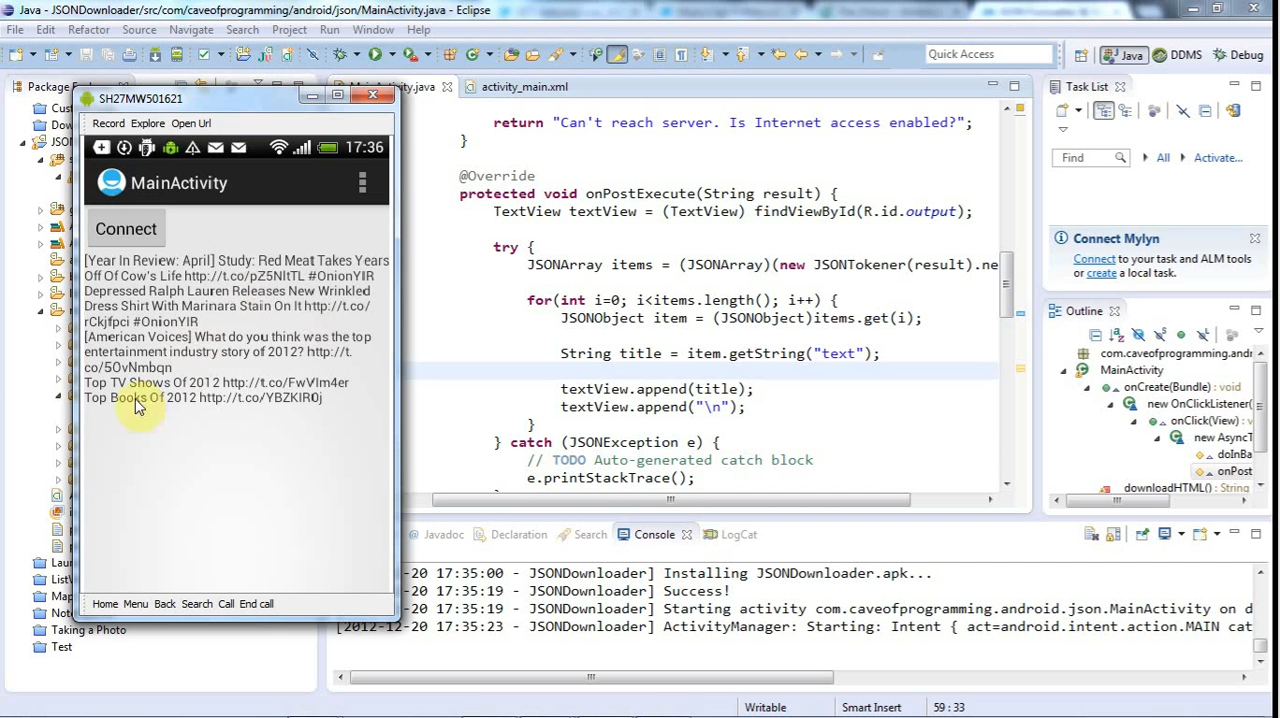 Java - JSONDownloader/src/com/caveofprogramming/android/json/MainActivity.java - Eclipse
File Edit Refactor Source Navigate Search Project Run Window Help
Quick Access
Java DDMS Debug
Package
MainActivity.java
activity_main.xml
SH27MW501621
Record Explore Open Url
17:36
MainActivity
Connect
[Year In Review: April] Study: Red Meat Takes Years
Off Of Cow's Life http://t.co/pZ5NItTL #OnionYIR
Depressed Ralph Lauren Releases New Wrinkled
Dress Shirt With Marinara Stain On It http://t.co/
rCkjfpci #OnionYIR
[American Voices] What do you think was the top
entertainment industry story of 2012? http://t.
co/5OvNmbqn
Top TV Shows Of 2012 http://t.co/FwVIm4er
Top Books Of 2012 http://t.co/YBZKIR0j
Home Menu Back Search Call End call
Cust
Dow
JSO
Laun
ListV
Map
Note
Taking a Photo
Test
return "Can't reach server. Is Internet access enabled?";
}
@Override
protected void onPostExecute(String result) {
TextView textView = (TextView) findViewById(R.id.output);
try {
JSONArray items = (JSONArray)(new JSONTokener(result).ne
for(int i=0; i<items.length(); i++) {
JSONObject item = (JSONObject)items.get(i);
String title = item.getString("text");
textView.append(title);
textView.append("\n");
}
} catch (JSONException e) {
// TODO Auto-generated catch block
e.printStackTrace();
Task List
Find All Activate...
Connect Mylyn
Connect to your task and ALM tools
or create a local task.
Outline
com.caveofprogramming.
MainActivity
onCreate(Bundle) : void
new OnClickListener(
onClick(View) : void
new AsyncT
doInBa
onPost
downloadHTML() : String
@ Javadoc Declaration Search Console LogCat
-20 17:35:00 - JSONDownloader] Installing JSONDownloader.apk...
-20 17:35:19 - JSONDownloader] Success!
-20 17:35:19 - JSONDownloader] Starting activity com.caveofprogramming.android.json.MainActivity on d
[2012-12-20 17:35:23 - JSONDownloader] ActivityManager: Starting: Intent { act=android.intent.action.MAIN cat
Writable Smart Insert 59 : 33